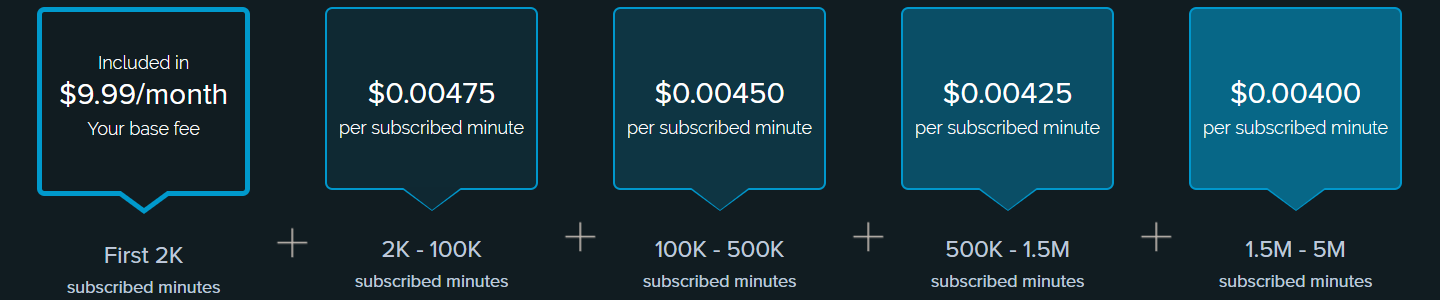 Included in
$9.99/month
Your base fee
First 2K
subscribed minutes
+
$0.00475
per subscribed minute
2K - 100K
subscribed minutes
+
$0.00450
per subscribed minute
100K - 500K
subscribed minutes
+
$0.00425
per subscribed minute
500K - 1.5M
subscribed minutes
+
$0.00400
per subscribed minute
1.5M - 5M
subscribed minutes